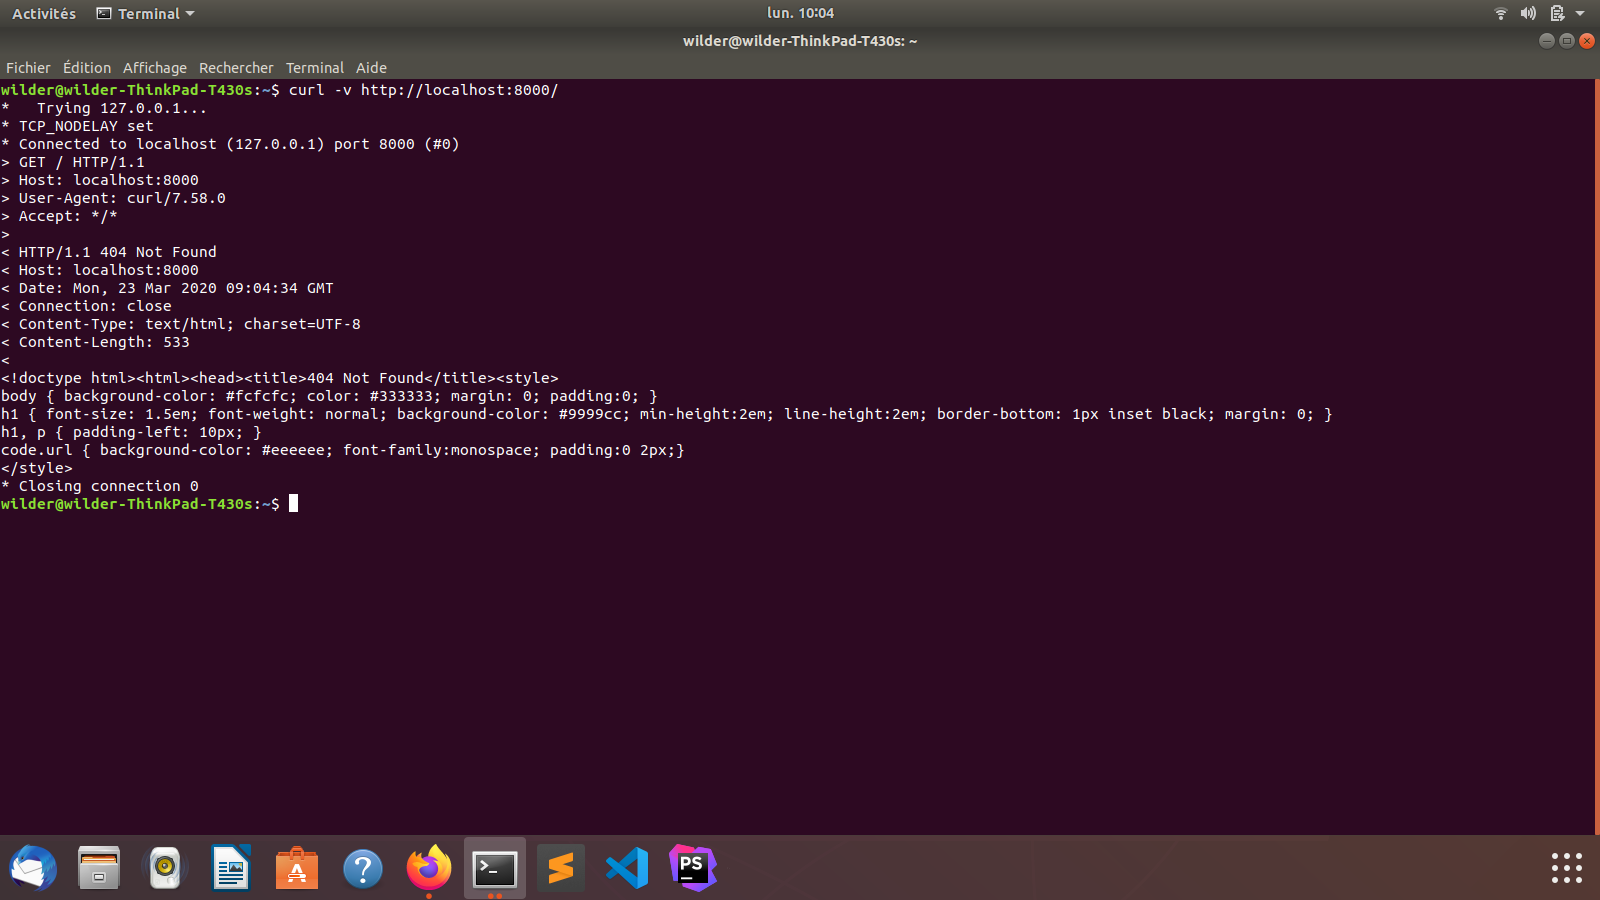 Activités Terminal lun. 10:04
wilder@wilder-ThinkPad-T430s: ~
Fichier Édition Affichage Rechercher Terminal Aide
wilder@wilder-ThinkPad-T430s:~$ curl -v http://localhost:8000/
*   Trying 127.0.0.1...
* TCP_NODELAY set
* Connected to localhost (127.0.0.1) port 8000 (#0)
> GET / HTTP/1.1
> Host: localhost:8000
> User-Agent: curl/7.58.0
> Accept: */*
>
< HTTP/1.1 404 Not Found
< Host: localhost:8000
< Date: Mon, 23 Mar 2020 09:04:34 GMT
< Connection: close
< Content-Type: text/html; charset=UTF-8
< Content-Length: 533
<
<!doctype html><html><head><title>404 Not Found</title><style>
body { background-color: #fcfcfc; color: #333333; margin: 0; padding:0; }
h1 { font-size: 1.5em; font-weight: normal; background-color: #9999cc; min-height:2em; line-height:2em; border-bottom: 1px inset black; margin: 0; }
h1, p { padding-left: 10px; }
code.url { background-color: #eeeeee; font-family:monospace; padding:0 2px;}
</style>
* Closing connection 0
wilder@wilder-ThinkPad-T430s:~$
PS